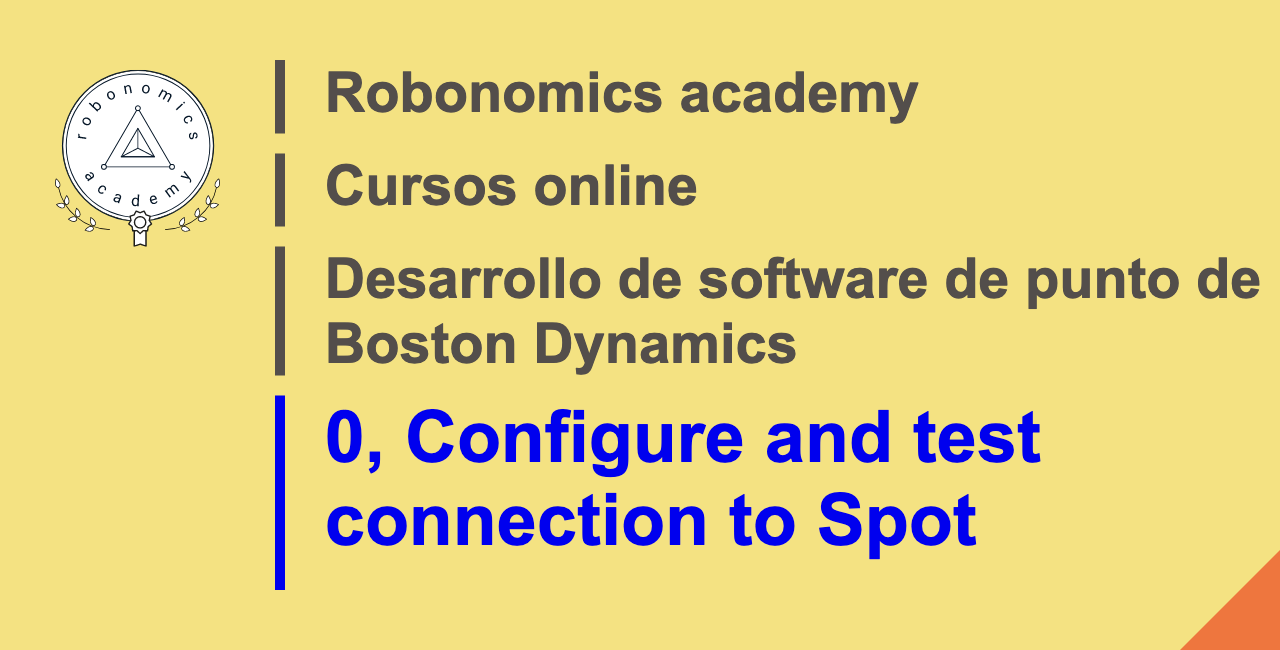 robonomics
academy
Robonomics academy
Cursos online
Desarrollo de software de punto de
Boston Dynamics
0, Configure and test
connection to Spot